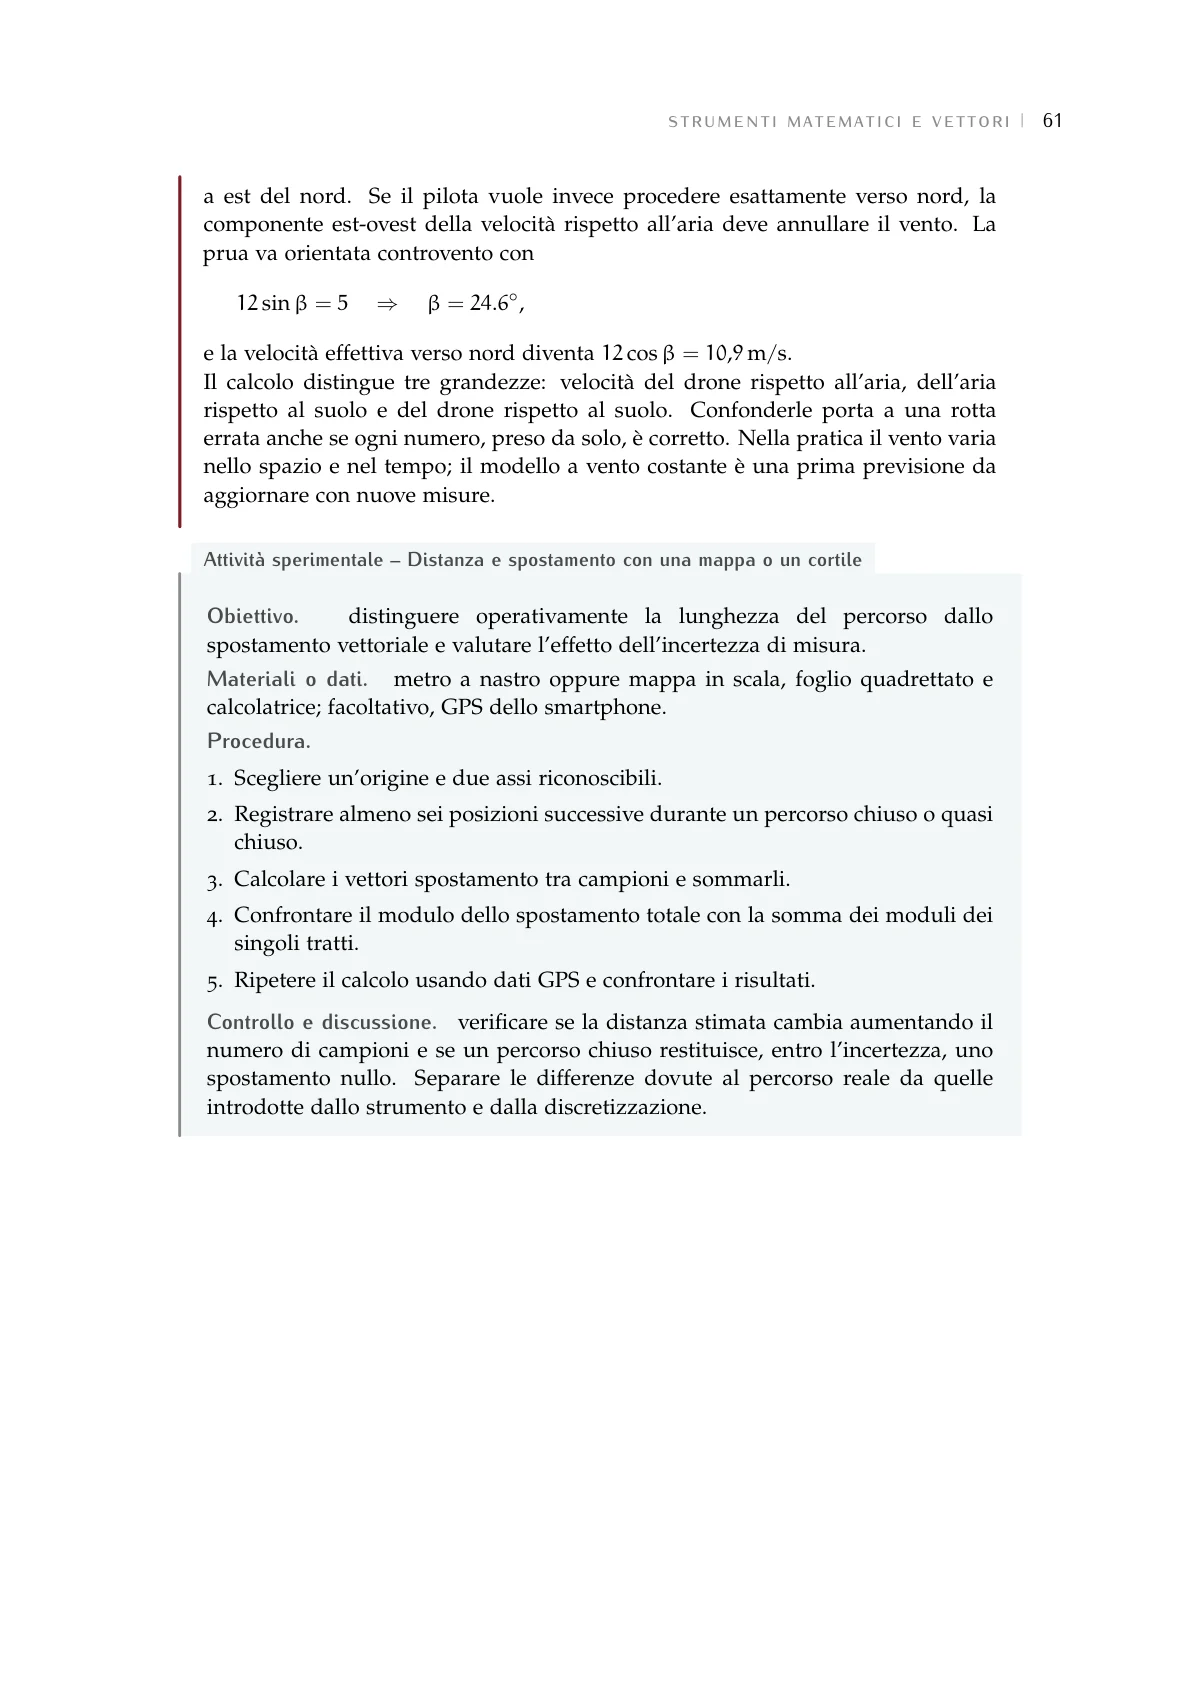 STRUMENTI MATEMATICI E VETTORI | 61
a est del nord. Se il pilota vuole invece procedere esattamente verso nord, la
componente est-ovest della velocità rispetto all'aria deve annullare il vento. La
prua va orientata controvento con
12 sin β = 5 ⇒ β = 24.6°,
e la velocità effettiva verso nord diventa 12 cos β = 10,9 m/s.
Il calcolo distingue tre grandezze: velocità del drone rispetto all'aria, dell'aria
rispetto al suolo e del drone rispetto al suolo. Confonderle porta a una rotta
errata anche se ogni numero, preso da solo, è corretto. Nella pratica il vento varia
nello spazio e nel tempo; il modello a vento costante è una prima previsione da
aggiornare con nuove misure.
Attività sperimentale – Distanza e spostamento con una mappa o un cortile
Obiettivo. distinguere operativamente la lunghezza del percorso dallo
spostamento vettoriale e valutare l'effetto dell'incertezza di misura.
Materiali o dati. metro a nastro oppure mappa in scala, foglio quadrettato e
calcolatrice; facoltativo, GPS dello smartphone.
Procedura.
1. Scegliere un'origine e due assi riconoscibili.
2. Registrare almeno sei posizioni successive durante un percorso chiuso o quasi
chiuso.
3. Calcolare i vettori spostamento tra campioni e sommarli.
4. Confrontare il modulo dello spostamento totale con la somma dei moduli dei
singoli tratti.
5. Ripetere il calcolo usando dati GPS e confrontare i risultati.
Controllo e discussione. verificare se la distanza stimata cambia aumentando il
numero di campioni e se un percorso chiuso restituisce, entro l'incertezza, uno
spostamento nullo. Separare le differenze dovute al percorso reale da quelle
introdotte dallo strumento e dalla discretizzazione.